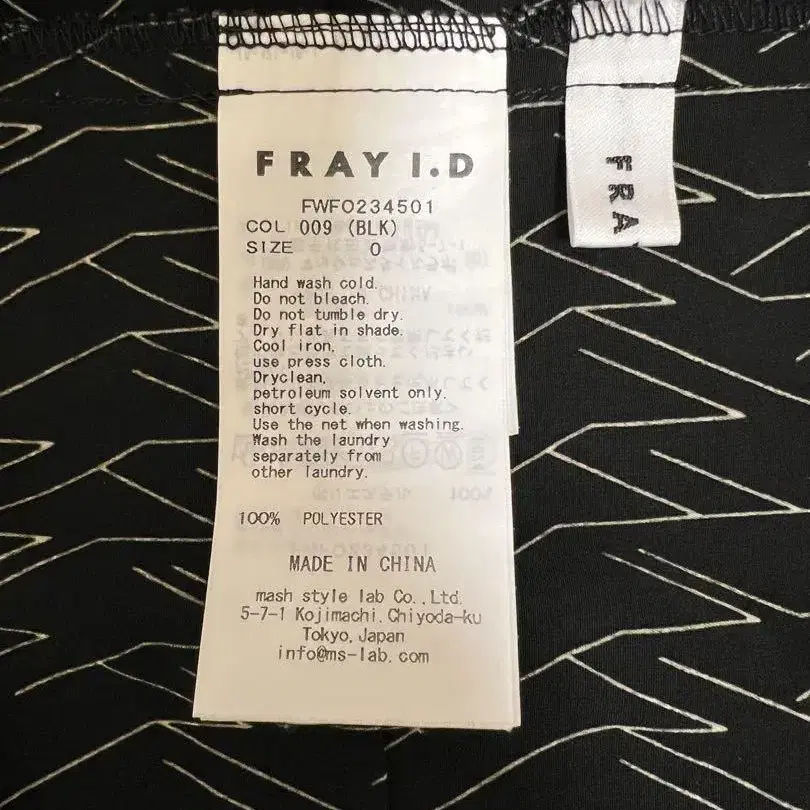 FRAY I.D
FWFO234501
COL 009 (BLK)
SIZE 0
Hand wash cold.
Do not bleach.
Do not tumble dry.
Dry flat in shade.
Cool iron,
use press cloth.
Dryclean,
petroleum solvent only.
short cycle.
Use the net when washing.
Wash the laundry
separately from
other laundry.
100% POLYESTER
MADE IN CHINA
mash style lab Co.,Ltd.
5-7-1 Kojimachi,Chiyoda-ku
Tokyo,Japan
info@ms-lab.com
FRAY